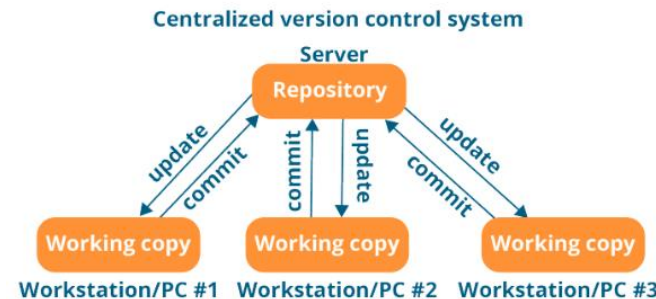 Centralized version control system
Server
Repository
update
commit
commit
update
update
commit
Working copy
Working copy
Working copy
Workstation/PC #1
Workstation/PC #2
Workstation/PC #3